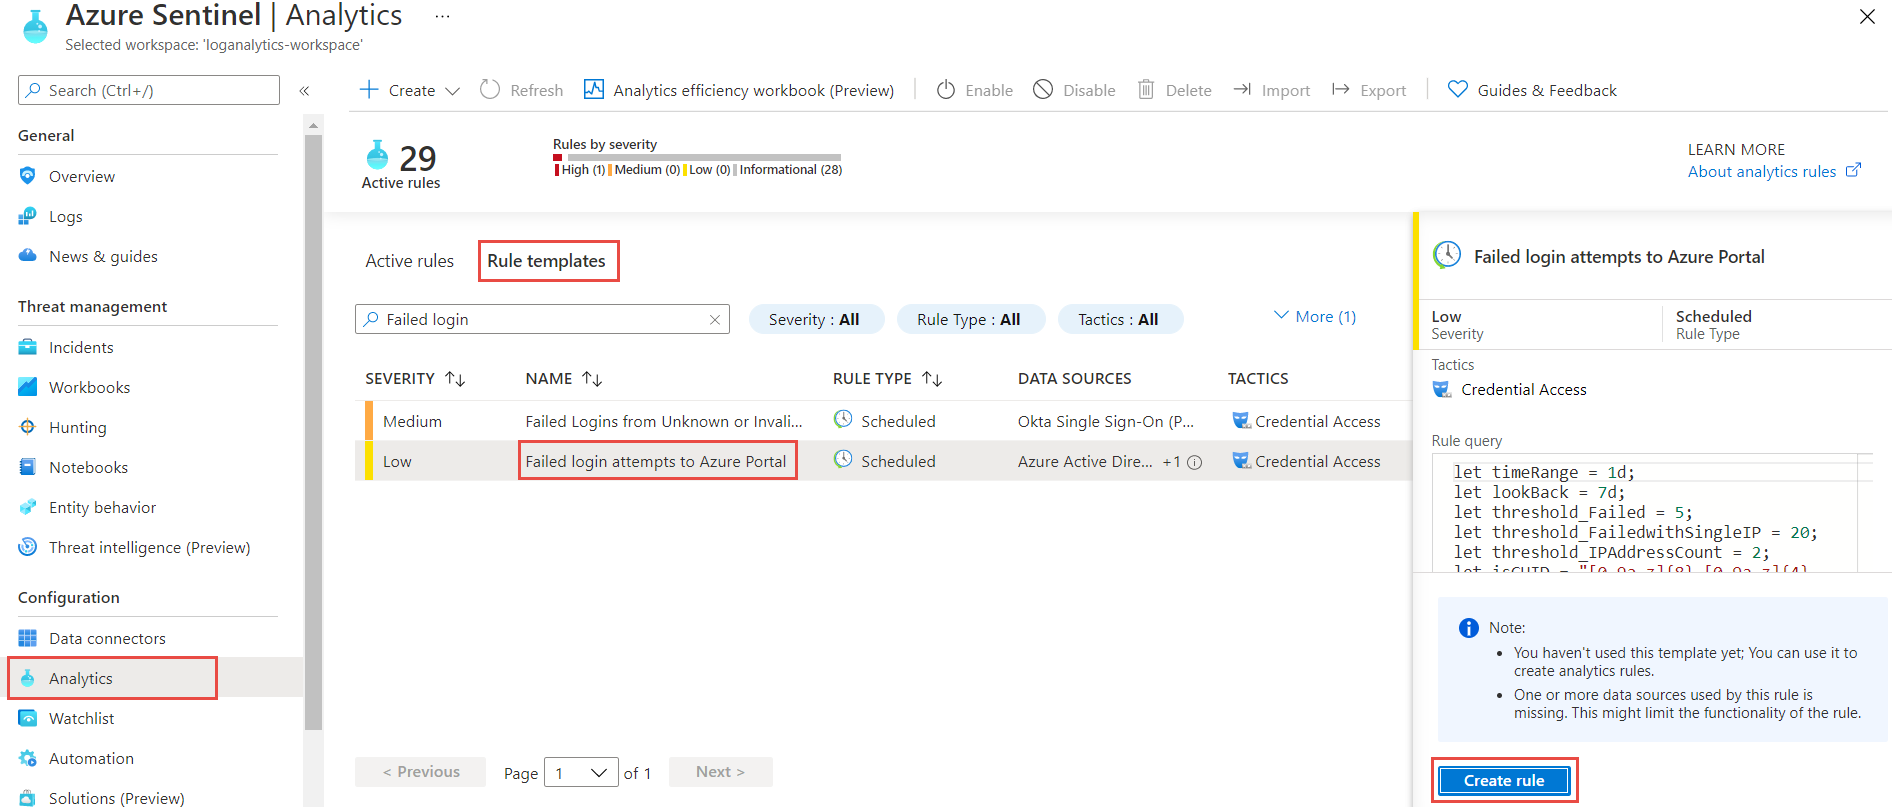 Azure Sentinel | Analytics ...
Selected workspace: 'loganalytics-workspace'
Search (Ctrl+/)
«
General
Overview
Logs
News & guides
Threat management
Incidents
Workbooks
Hunting
Notebooks
Entity behavior
Threat intelligence (Preview)
Configuration
Data connectors
Analytics
Watchlist
Automation
Solutions (Preview)
Create
Refresh
Analytics efficiency workbook (Preview)
Enable
Disable
Delete
Import
Export
Guides & Feedback
29
Active rules
Rules by severity
High (1) Medium (0) Low (0) Informational (28)
LEARN MORE
About analytics rules
Active rules
Rule templates
Failed login
Severity : All
Rule Type : All
Tactics : All
More (1)
SEVERITY NAME RULE TYPE DATA SOURCES TACTICS
Medium Failed Logins from Unknown or Invali... Scheduled Okta Single Sign-On (P... Credential Access
Low Failed login attempts to Azure Portal Scheduled Azure Active Dire... +1 Credential Access
< Previous Page 1 of 1 Next >
Failed login attempts to Azure Portal
Low
Severity
Scheduled
Rule Type
Tactics
Credential Access
Rule query
let timeRange = 1d;
let lookBack = 7d;
let threshold_Failed = 5;
let threshold_FailedwithSingleIP = 20;
let threshold_IPAddressCount = 2;
Note:
• You haven't used this template yet; You can use it to
create analytics rules.
• One or more data sources used by this rule is
missing. This might limit the functionality of the rule.
Create rule